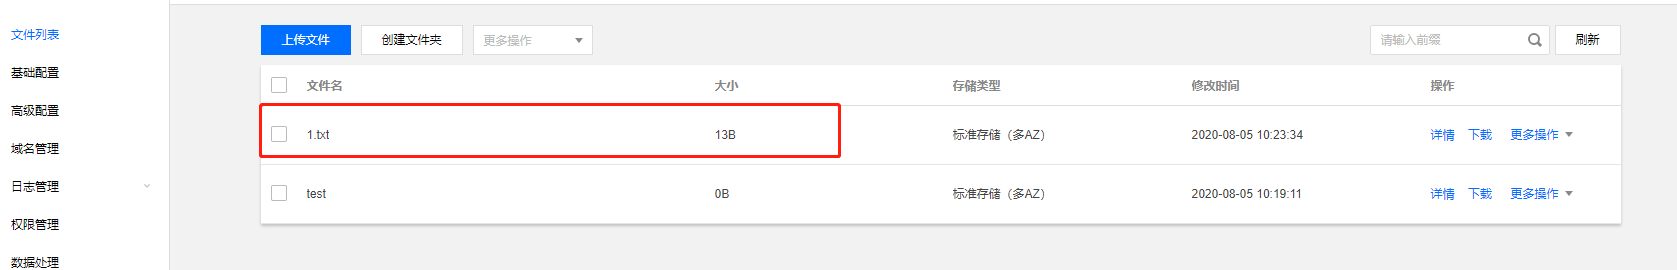 文件列表
基础配置
高级配置
域名管理
日志管理
权限管理
数据处理
上传文件 创建文件夹 更多操作 请输入前缀 刷新
文件名 大小 存储类型 修改时间 操作
1.txt 13B 标准存储（多AZ） 2020-08-05 10:23:34 详情 下载 更多操作
test 0B 标准存储（多AZ） 2020-08-05 10:19:11 详情 下载 更多操作